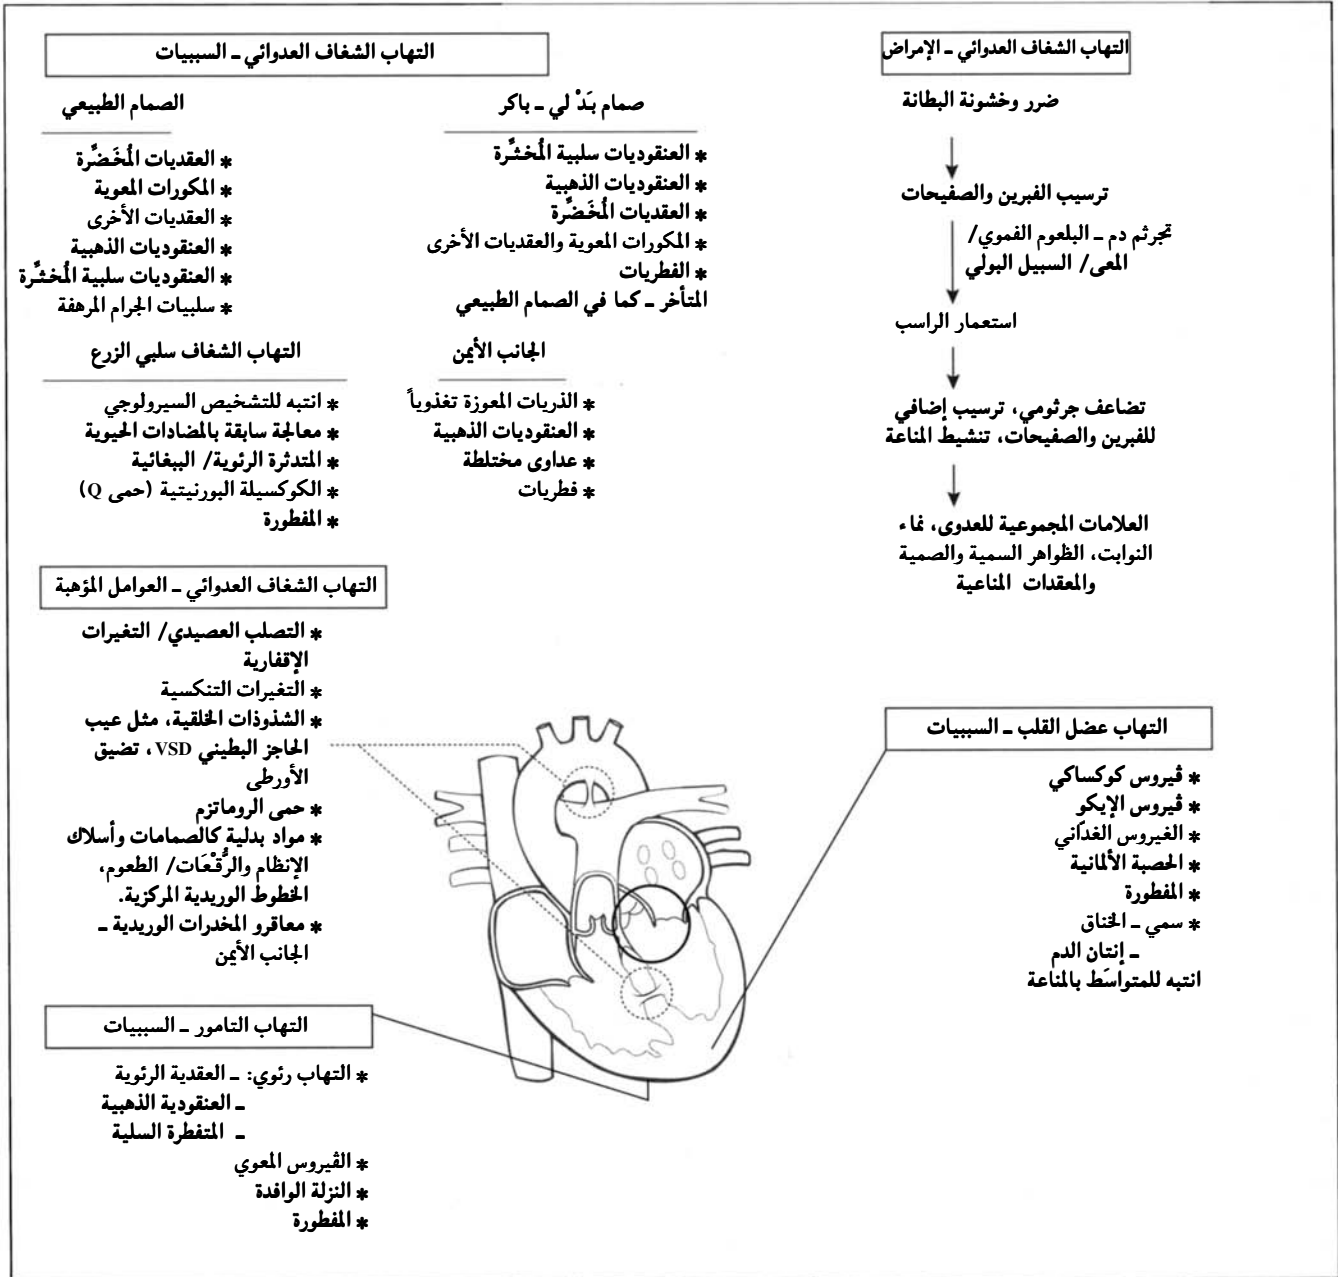 التهاب الشغاف العدوائي ـ الإمراض
ضرر وخشونة البطانة
ترسيب الفبرين والصفيحات
تجرثم دم ـ البلعوم الفموي/
المعى/ السبيل البولي
استعمار الراسب
تضاعف جرثومي، ترسيب إضافي
للفبرين والصفيحات، تنشيط المناعة
العلامات المجموعية للعدوى، نماء
النوابت، الظواهر السمية والصمية
والمعقدات المناعية
التهاب الشغاف العدوائي ـ السببيات
صمام بَدْلي ـ باكر
* العنقوديات سلبية المُخثِّرة
* العنقوديات الذهبية
* العقديات المُخَضِّرة
* المكورات المعوية والعقديات الأخرى
* الفطريات
المتأخر ـ كما في الصمام الطبيعي
الصمام الطبيعي
* العقديات المُخَضِّرة
* المكورات المعوية
* العقديات الأخرى
* العنقوديات الذهبية
* العنقوديات سلبية المُخثِّرة
* سلبيات الجرام المرهفة
الجانب الأيمن
* الذريات المعوزة تغذوياً
* العنقوديات الذهبية
* عداوى مختلطة
* فطريات
التهاب الشغاف سلبي الزرع
* انتبه للتشخيص السيرولوجي
* معالجة سابقة بالمضادات الحيوية
* المتدثرة الرئوية/ الببغائية
* الكوكسيلة البورنيتية (حمى Q)
* المفطورة
التهاب الشغاف العدوائي ـ العوامل المؤهبة
* التصلب العصيدي/ التغيرات
الإقفارية
* التغيرات التنكسية
* الشذوذات الخلقية، مثل عيب
الحاجز البطيني VSD، تضيق
الأورطى
* حمى الروماتزم
* مواد بدلية كالصمامات وأسلاك
الإنظام والرُّقْعَات/ الطعوم،
الخطوط الوريدية المركزية.
* معاقرو المخدرات الوريدية ـ
الجانب الأيمن
التهاب عضل القلب ـ السببيات
* ڤيروس كوكساكي
* ڤيروس الإيكو
* الغيروس الغدّاني
* الحصبة الألمانية
* المفطورة
* سمي ـ الخناق
ـ إنتان الدم
انتبه للمتواسَط بالمناعة
التهاب التامور ـ السببيات
* التهاب رئوي: ـ العقدية الرئوية
ـ العنقودية الذهبية
ـ المتفطرة السلية
* الڤيروس المعوي
* النزلة الوافدة
* المفطورة